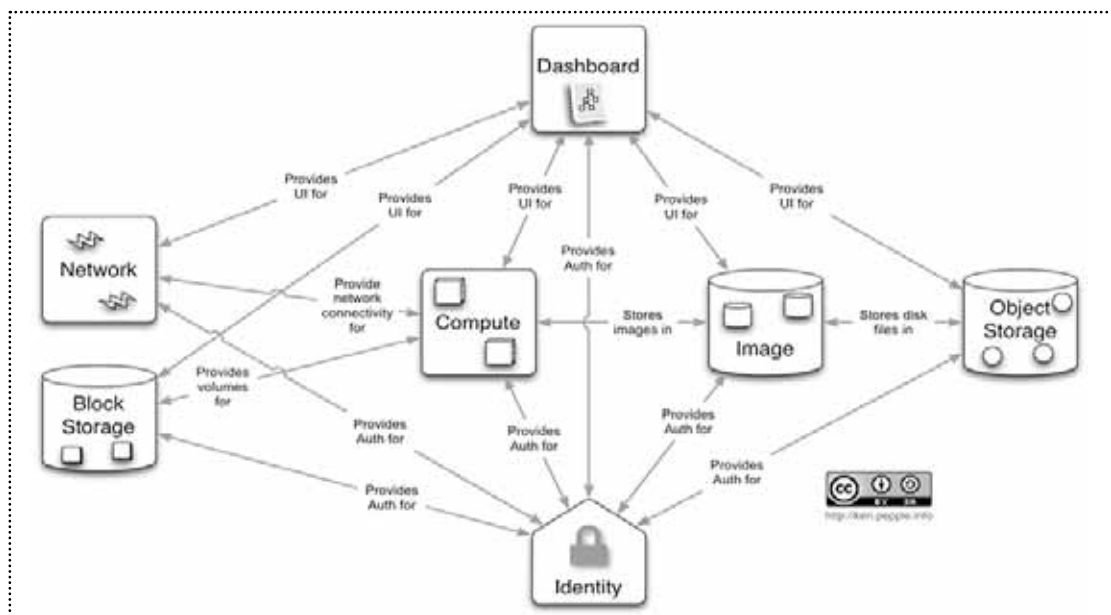 Dashboard
Provides
UI for
Provides
UI for
Provides
UI for
Provides
UI for
Provides
UI for
Network
Provides
Auth for
Provide
network
connectivity
for
Compute
Stores
images in
Image
Stores disk
files in
Object
Storage
Provides
volumes
for
Block
Storage
Provides
Auth for
Provides
Auth for
Provides
Auth for
Provides
Auth for
Provides
Auth for
Identity
cc
BY
http://ken.pepple.info